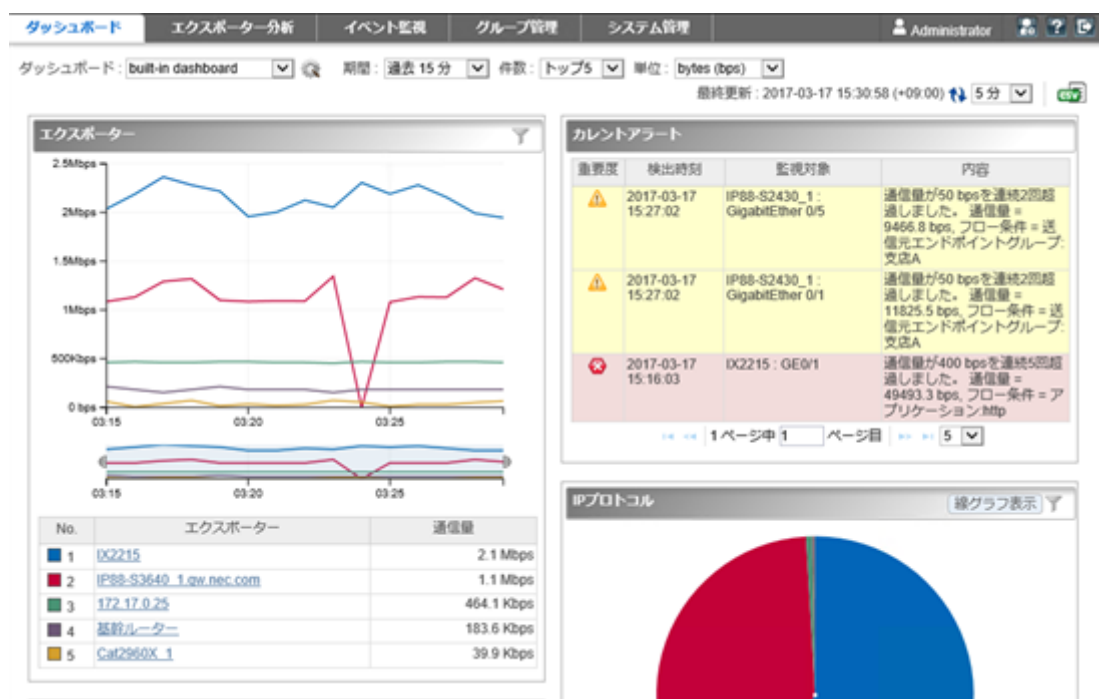 ダッシュボード エクスポーター分析 イベント監視 グループ管理 システム管理 Administrator
ダッシュボード : built-in dashboard 期間 : 過去 15 分 件数 : トップ5 単位 : bytes (bps)
最終更新 : 2017-03-17 15:30:58 (+09:00) 5 分 CSV
エクスポーター
2.5Mbps
2Mbps
1.5Mbps
1Mbps
500Kbps
0 bps
03:15 03:20 03:25
03:15 03:20 03:25
No. エクスポーター 通信量
1 IX2215 2.1 Mbps
2 IP88-S3640_1.gw.nec.com 1.1 Mbps
3 172.17.0.25 464.1 Kbps
4 基幹ルーター 183.6 Kbps
5 Cat2960X_1 39.9 Kbps
カレントアラート
重要度 検出時刻 監視対象 内容
2017-03-17 IP88-S2430_1 : 通信量が50 bpsを連続2回超
15:27:02 GigabitEther 0/5 過しました。 通信量 =
9466.8 bps, フロー条件 = 送
信元エンドポイントグループ:
支店A
2017-03-17 IP88-S2430_1 : 通信量が50 bpsを連続2回超
15:27:02 GigabitEther 0/1 過しました。 通信量 =
11825.5 bps, フロー条件 = 送
信元エンドポイントグループ:
支店A
2017-03-17 IX2215 : GE0/1 通信量が400 bpsを連続5回超
15:16:03 過しました。 通信量 =
49493.3 bps, フロー条件 = ア
プリケーション:http
1 ページ中 1 ページ目 5
IPプロトコル 線グラフ表示